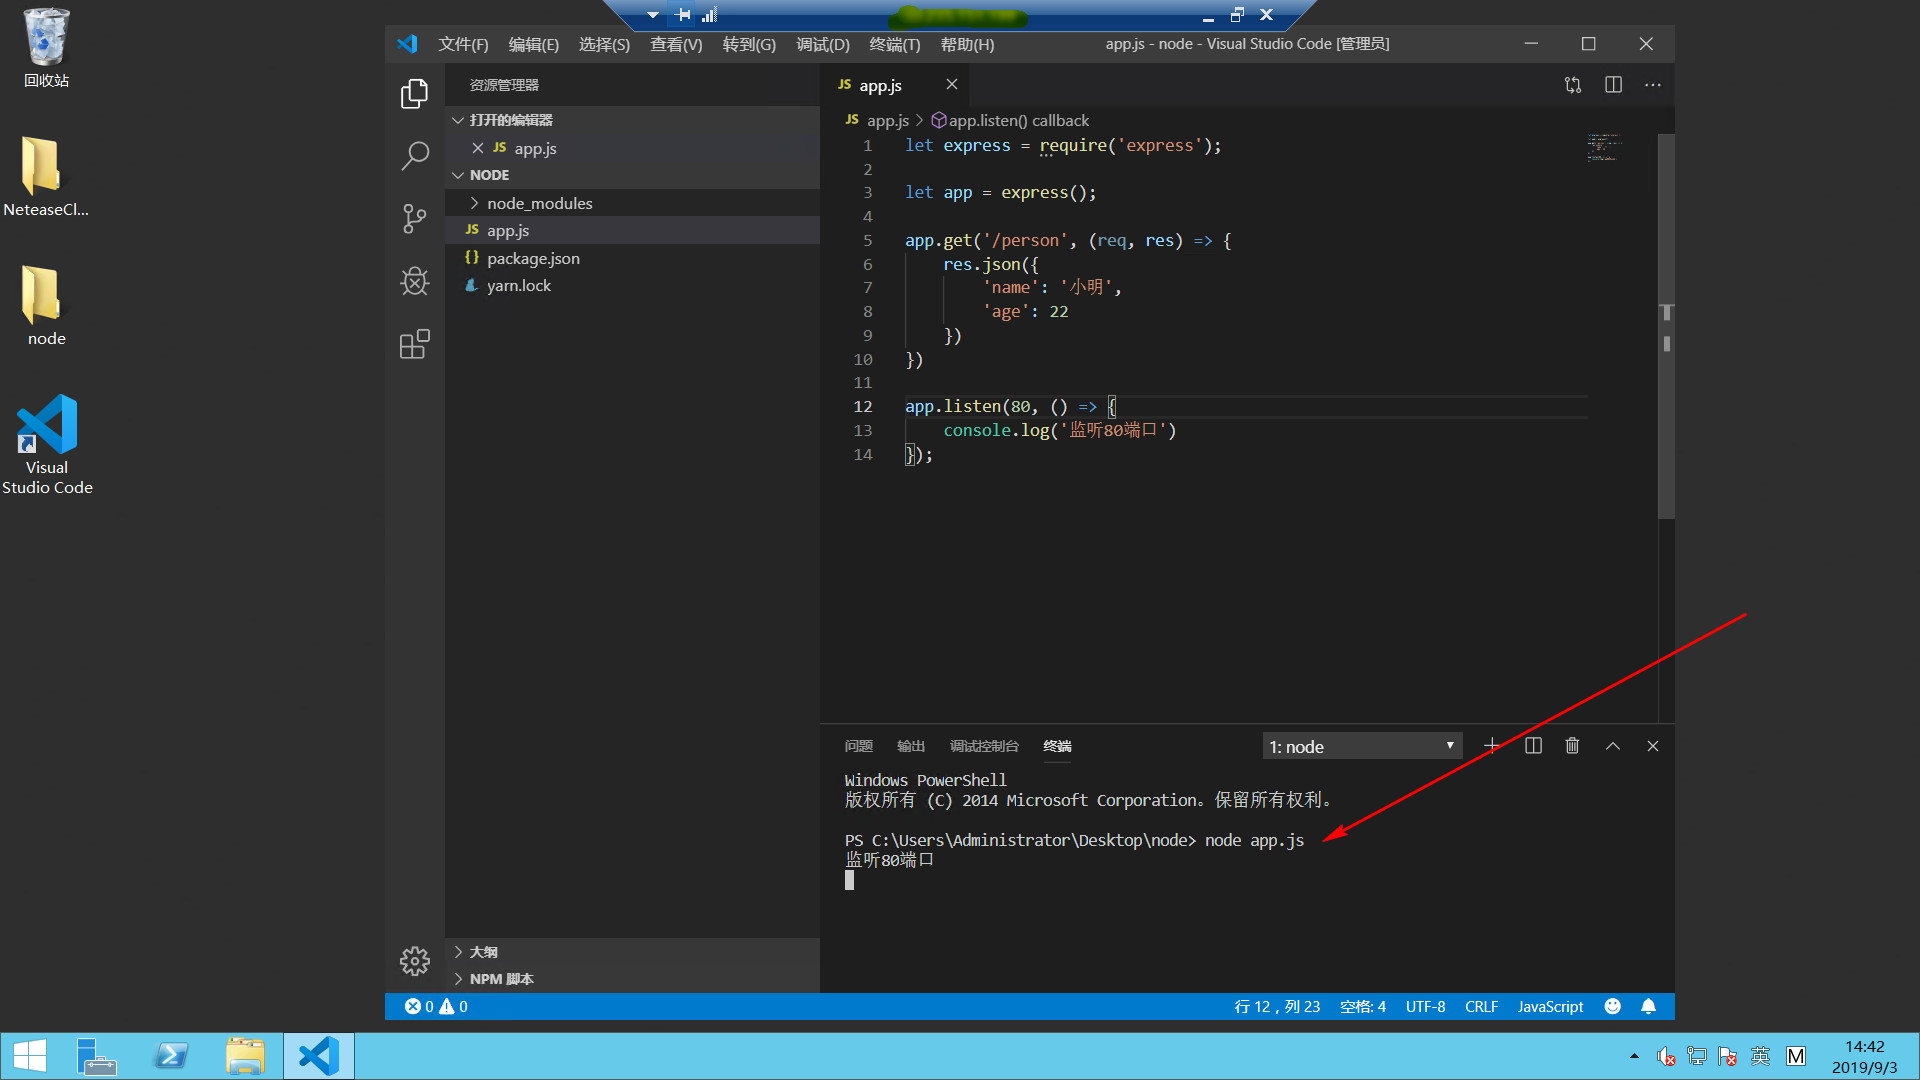 回收站
NeteaseCl...
node
Visual
Studio Code
文件(F) 编辑(E) 选择(S) 查看(V) 转到(G) 调试(D) 终端(T) 帮助(H) app.js - node - Visual Studio Code [管理员]
资源管理器
打开的编辑器
JS app.js
NODE
node_modules
JS app.js
{} package.json
yarn.lock
大纲
NPM 脚本
JS app.js
JS app.js > app.listen() callback
1 let express = require('express');
2
3 let app = express();
4
5 app.get('/person', (req, res) => {
6 res.json({
7 'name': '小明',
8 'age': 22
9 })
10 })
11
12 app.listen(80, () => {
13 console.log('监听80端口')
14 });
问题 输出 调试控制台 终端 1: node
Windows PowerShell
版权所有 (C) 2014 Microsoft Corporation。保留所有权利。
PS C:\Users\Administrator\Desktop\node> node app.js
监听80端口
0 0 行 12，列 23 空格: 4 UTF-8 CRLF JavaScript
英 M 14:42
2019/9/3